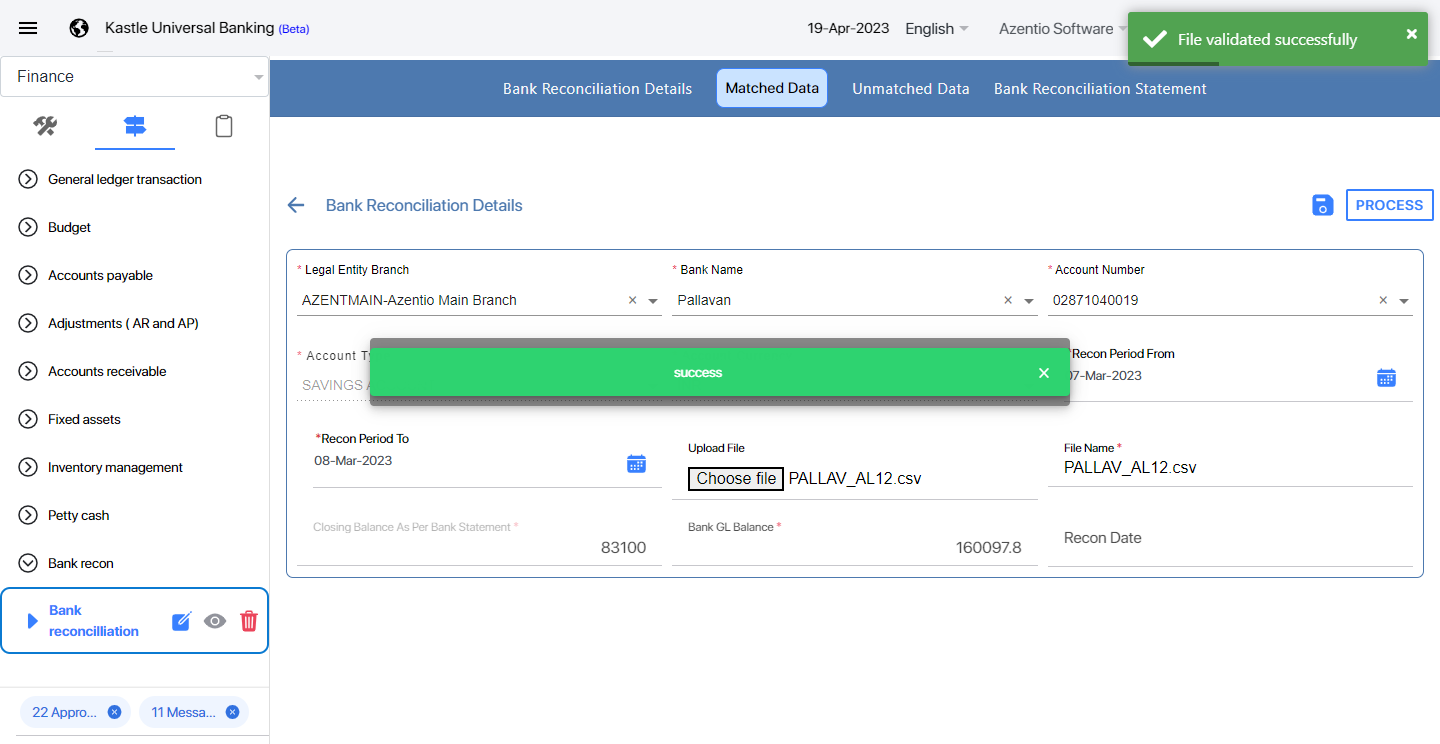 Kastle Universal Banking (Beta)
19-Apr-2023
English
Azentio Software
File validated successfully
Finance
Bank Reconciliation Details
Matched Data
Unmatched Data
Bank Reconciliation Statement
General ledger transaction
Budget
Accounts payable
Adjustments ( AR and AP)
Accounts receivable
Fixed assets
Inventory management
Petty cash
Bank recon
Bank
reconcilliation
22 Appro...
11 Messa...
Bank Reconciliation Details
PROCESS
* Legal Entity Branch
AZENTMAIN-Azentio Main Branch
* Bank Name
Pallavan
* Account Number
02871040019
* Account Ty
SAVINGS A
success
*Recon Period From
07-Mar-2023
*Recon Period To
08-Mar-2023
Upload File
Choose file PALLAV_AL12.csv
File Name *
PALLAV_AL12.csv
Closing Balance As Per Bank Statement *
83100
Bank GL Balance *
160097.8
Recon Date